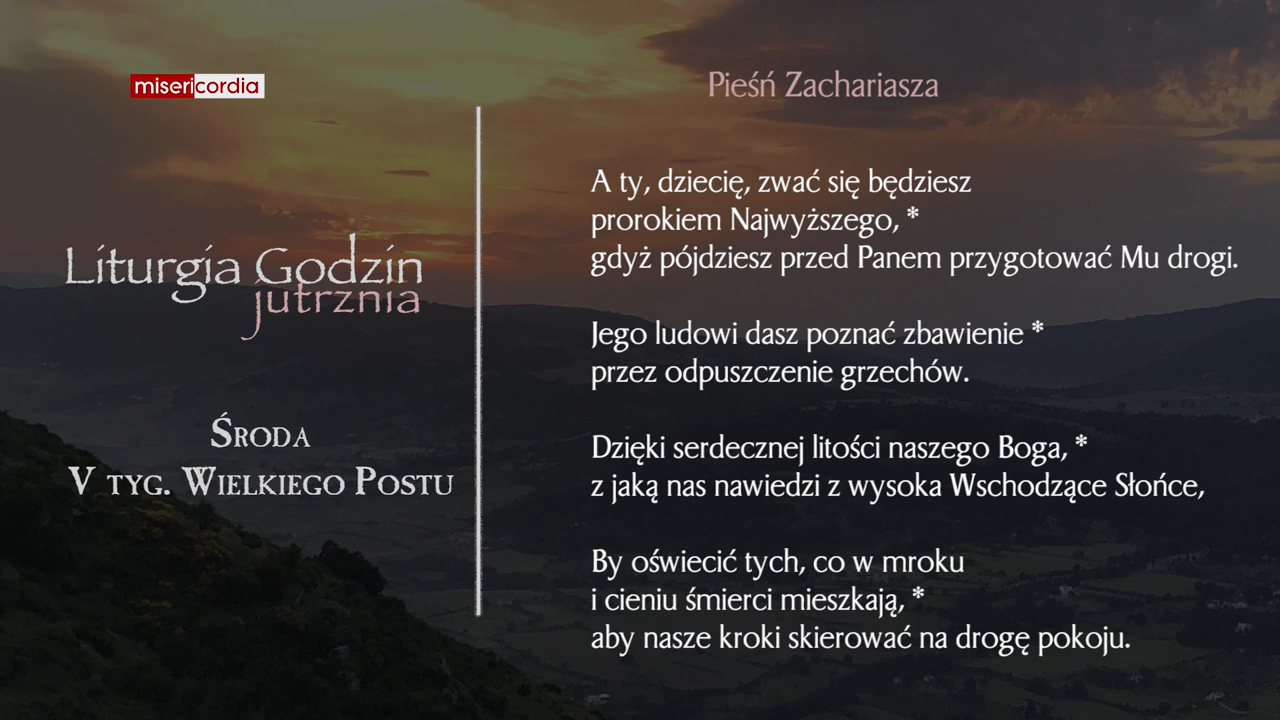 misericordia
Liturgia Godzin
jutrznia
Środa
V tyg. Wielkiego Postu
Pieśń Zachariasza
A ty, dziecię, zwać się będziesz
prorokiem Najwyższego, *
gdyż pójdziesz przed Panem przygotować Mu drogi.
Jego ludowi dasz poznać zbawienie *
przez odpuszczenie grzechów.
Dzięki serdecznej litości naszego Boga, *
z jaką nas nawiedzi z wysoka Wschodzące Słońce,
By oświecić tych, co w mroku
i cieniu śmierci mieszkają, *
aby nasze kroki skierować na drogę pokoju.